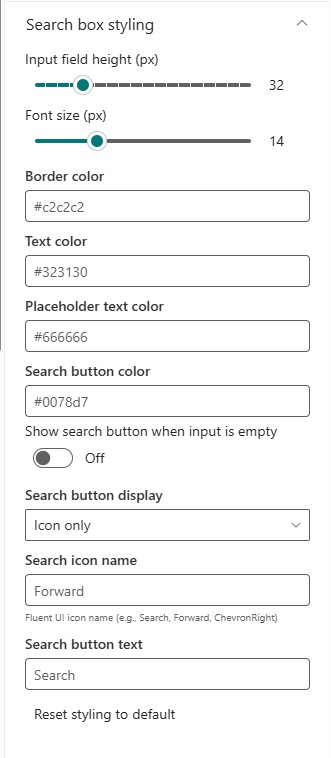 Search box styling
Input field height (px)
32
Font size (px)
14
Border color
#c2c2c2
Text color
#323130
Placeholder text color
#666666
Search button color
#0078d7
Show search button when input is empty
Off
Search button display
Icon only
Search icon name
Forward
Fluent UI icon name (e.g., Search, Forward, ChevronRight)
Search button text
Search
Reset styling to default